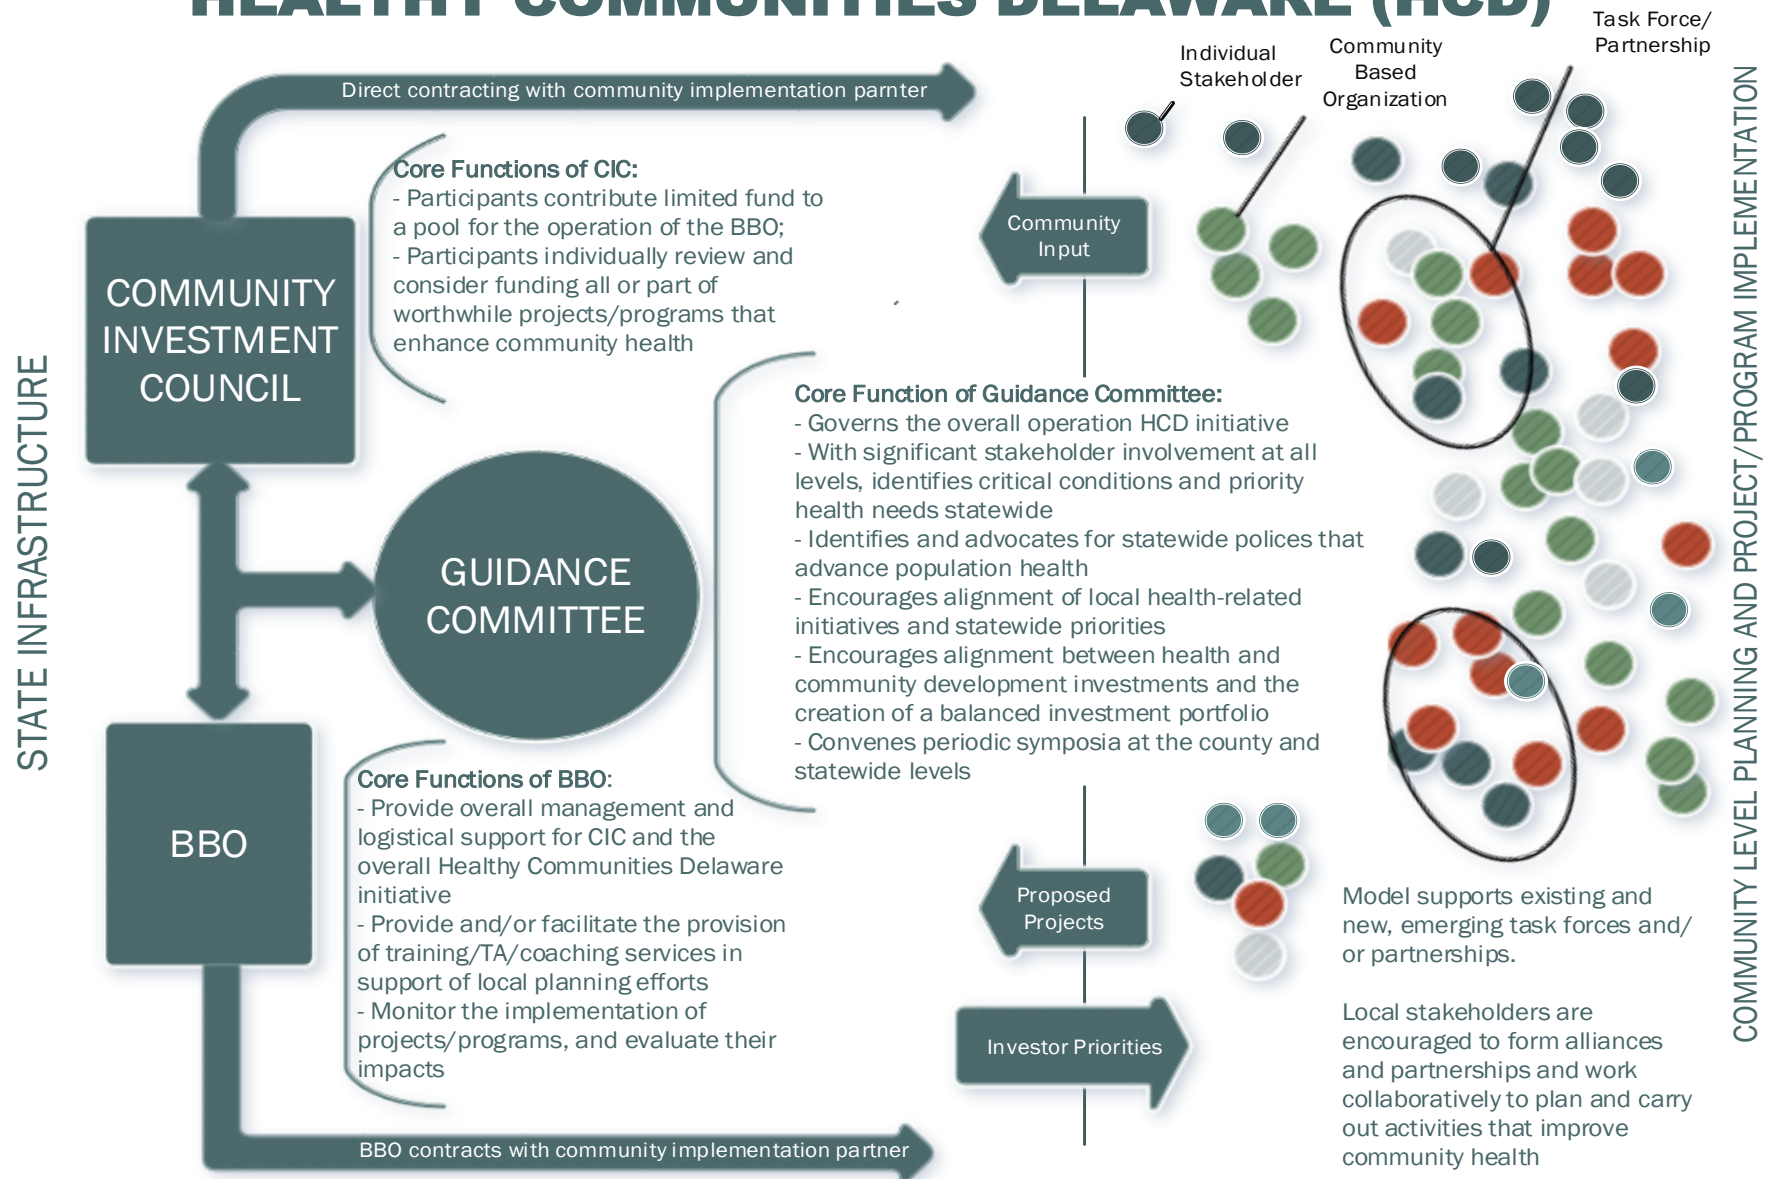 HEALTHY COMMUNITIES DELAWARE (HCD)
Task Force/
Partnership
Individual
Stakeholder
Community
Based
Organization
Direct contracting with community implementation parnter
Core Functions of CIC:
- Participants contribute limited fund to
a pool for the operation of the BBO;
- Participants individually review and
consider funding all or part of
worthwhile projects/programs that
enhance community health
COMMUNITY
INVESTMENT
COUNCIL
Community
Input
STATE INFRASTRUCTURE
GUIDANCE
COMMITTEE
Core Function of Guidance Committee:
- Governs the overall operation HCD initiative
- With significant stakeholder involvement at all
levels, identifies critical conditions and priority
health needs statewide
- Identifies and advocates for statewide polices that
advance population health
- Encourages alignment of local health-related
initiatives and statewide priorities
- Encourages alignment between health and
community development investments and the
creation of a balanced investment portfolio
- Convenes periodic symposia at the county and
statewide levels
COMMUNITY LEVEL PLANNING AND PROJECT/PROGRAM IMPLEMENTATION
BBO
Core Functions of BBO:
- Provide overall management and
logistical support for CIC and the
overall Healthy Communities Delaware
initiative
- Provide and/or facilitate the provision
of training/TA/coaching services in
support of local planning efforts
- Monitor the implementation of
projects/programs, and evaluate their
impacts
Proposed
Projects
Investor Priorities
Model supports existing and
new, emerging task forces and/
or partnerships.
Local stakeholders are
encouraged to form alliances
and partnerships and work
collaboratively to plan and carry
out activities that improve
community health
BBO contracts with community implementation partner